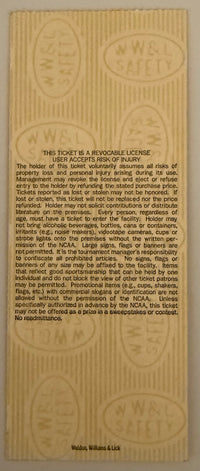 WW&L
SAFETY
WW&L
SAFETY
THIS TICKET IS A REVOCABLE LICENSE
USER ACCEPTS RISK OF INJURY
The holder of this ticket voluntarily assumes all risks of
property loss and personal injury arising during its use.
Management may revoke the license and eject or refuse
entry to the holder by refunding the stated purchase price.
Tickets reported as lost or stolen may not be honored. If
lost or stolen, this ticket will not be replaced nor the price
refunded. Holder may not solicit contributions or distribute
literature on the premises. Every person, regardless of
age, must have a ticket to enter the facility. Holder may
not bring alcoholic beverages, bottles, cans or containers,
irritants (e.g., noise makers), videotape cameras, cups or
strobe lights onto the premises without the written per-
mission of the NCAA. Large signs, flags or banners are
not permitted. It is the tournament manager's responsibility
to confiscate all prohibited articles. No signs, flags or
banners of any size may be affixed to the facility. Items
that reflect good sportsmanship that can be held by one
individual and do not block the view of other ticket patrons
may be permitted. Promotional items (e.g., cups, shakers,
flags, etc.) with commercial slogans or identification are not
allowed without the permission of the NCAA. Unless
specifically authorized in advance by the NCAA, this ticket
may not be offered as a prize in a sweepstakes or contest.
No readmittance.
WW&L
SAFETY
Weldon, Williams & Lick